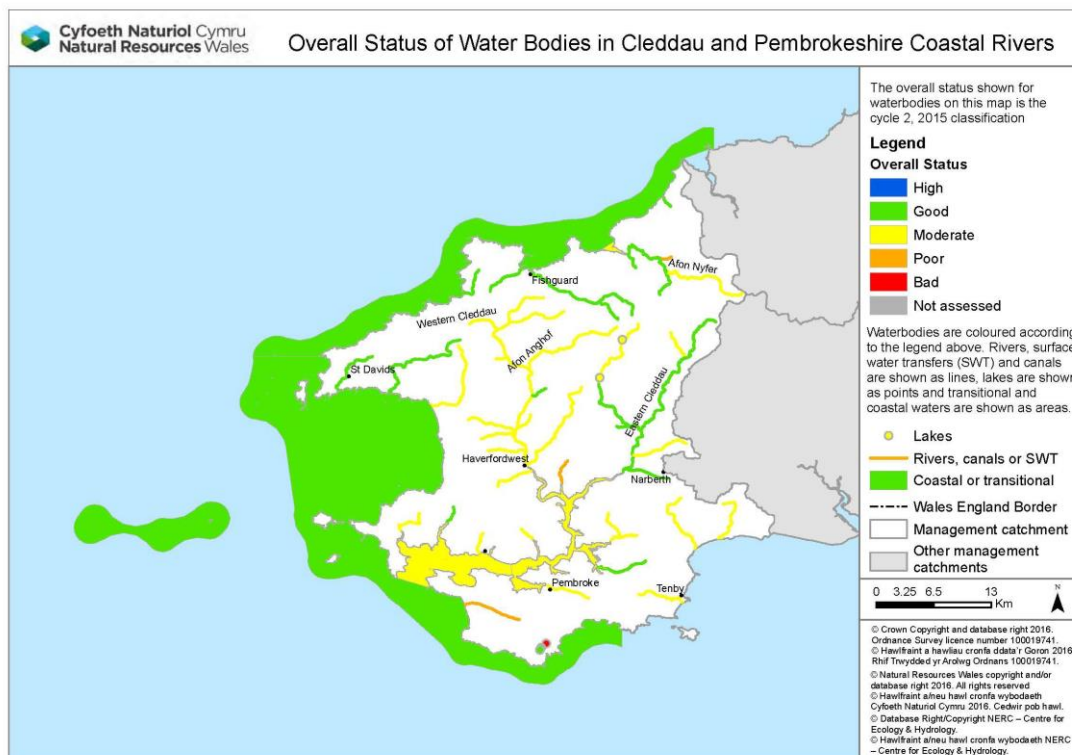 Cyfoeth Naturiol Cymru
Natural Resources Wales
Overall Status of Water Bodies in Cleddau and Pembrokeshire Coastal Rivers
The overall status shown for
waterbodies on this map is the
cycle 2, 2015 classification
Legend
Overall Status
High
Good
Moderate
Poor
Bad
Not assessed
Waterbodies are coloured according
to the legend above. Rivers, surface
water transfers (SWT) and canals
are shown as lines, lakes are shown
as points and transitional and
coastal waters are shown as areas.
Lakes
Rivers, canals or SWT
Coastal or transitional
Wales England Border
Management catchment
Other management
catchments
0 3.25 6.5 13
Km
N
© Crown Copyright and database right 2016.
Ordnance Survey licence number 100019741.
© Hawlfraint a hawliau cronfa ddata'r Goron 2016
Rhif Trwydded yr Arolwg Ordnans 100019741.
© Natural Resources Wales copyright and/or
database right 2016. All rights reserved
© Hawlfraint a/neu hawl cronfa wybodaeth
Cyfoeth Naturiol Cymru 2016. Cedwir pob hawl.
© Database Right/Copyright NERC – Centre for
Ecology & Hydrology.
© Hawlfraint a/neu hawl cronfa wybodaeth NERC
– Centre for Ecology & Hydrology.
Afon Nyfer
Fishguard
Western Cleddau
Afon Anghof
St Davids
Eastern Cleddau
Haverfordwest
Narberth
Pembroke
Tenby